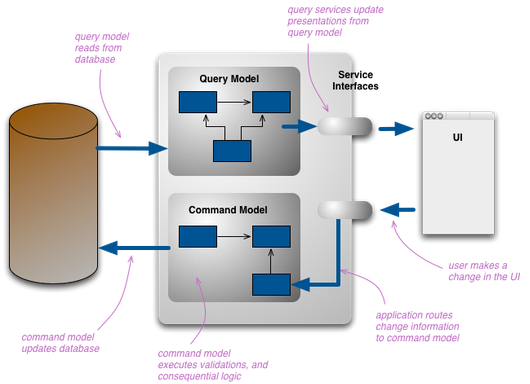 query services update
presentations from
query model
query model
reads from
database
Query Model
Service
Interfaces
UI
Command Model
user makes a
change in the UI
application routes
change information
to command model
command model
updates database
command model
executes validations, and
consequential logic